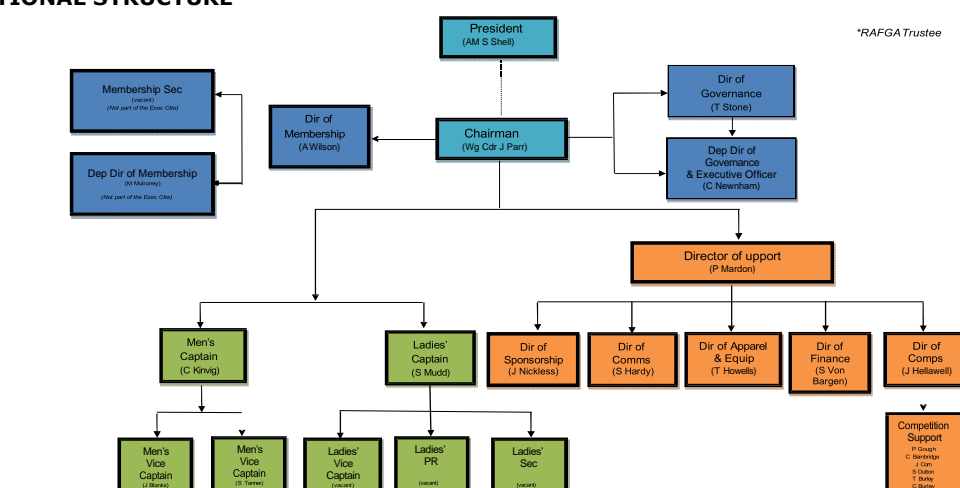 TIONAL STRUCTURE
*RAFGA Trustee
President
(AM S Shell)
Membership Sec
(vacant)
(Not part of the Exec Ctte)
Dir of
Membership
(A Wilson)
Chairman
(Wg Cdr J Parr)
Dir of
Governance
(T Stone)
Dep Dir of Membership
(M Mulroney)
(Not part of the Exec Ctte)
Dep Dir of
Governance
& Executive Officer
(C Newnham)
Director of upport
(P Mardon)
Men's
Captain
(C Kinvig)
Ladies'
Captain
(S Mudd)
Dir of
Sponsorship
(J Nickless)
Dir of
Comms
(S Hardy)
Dir of Apparel
& Equip
(T Howells)
Dir of
Finance
(S Von
Bargen)
Dir of
Comps
(J Hellawell)
Men's
Vice
Captain
(J Blanks)
Men's
Vice
Captain
(S Tanner)
Ladies'
Vice
Captain
(vacant)
Ladies'
PR
(vacant)
Ladies'
Sec
(vacant)
Competition
Support
P Gough
C Bainbridge
J Corn
S Dutton
T Burley
C Burley